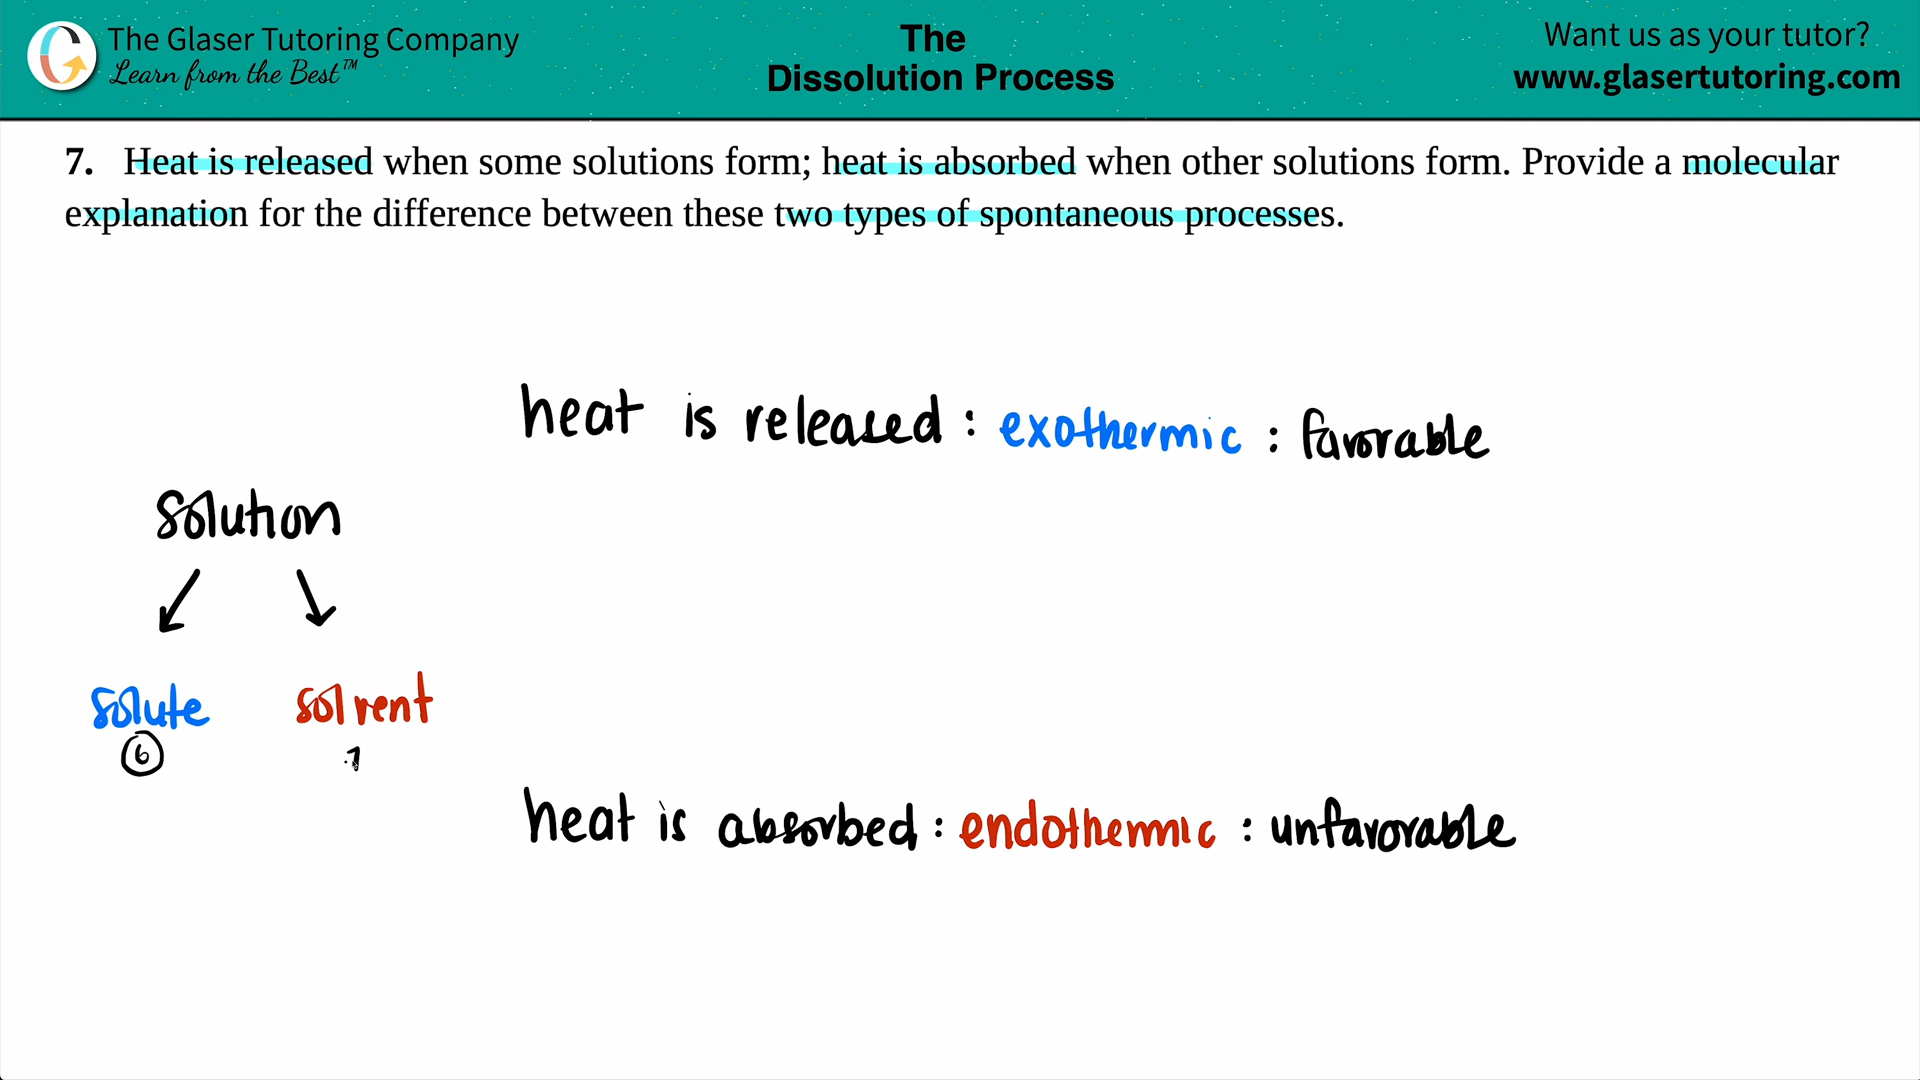 The Glaser Tutoring Company
Learn from the Best™
The
Dissolution Process
Want us as your tutor?
www.glasertutoring.com
7. Heat is released when some solutions form; heat is absorbed when other solutions form. Provide a molecular
explanation for the difference between these two types of spontaneous processes.
heat is released : exothermic : favorable
solution
solute solvent
6
heat is absorbed : endothermic : unfavorable